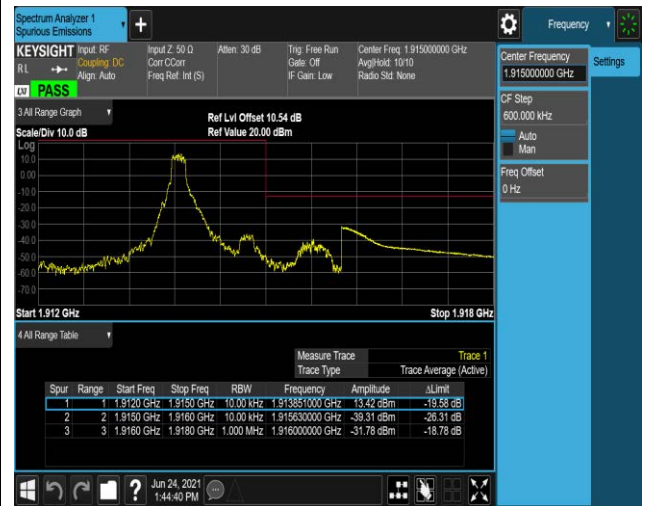 Spectrum Analyzer 1
Spurious Emissions
Frequency
KEYSIGHT
RL
Input: RF
Coupling: DC
Align: Auto
Input Z: 50 Ω
Corr CCorr
Freq Ref: Int (S)
Atten: 30 dB
Trig: Free Run
Gate: Off
IF Gain: Low
Center Freq: 1.915000000 GHz
Avg|Hold: 10/10
Radio Std: None
LXI PASS
Center Frequency
1.915000000 GHz
Settings
CF Step
600.000 kHz
Auto
Man
Freq Offset
0 Hz
3 All Range Graph
Scale/Div 10.0 dB
Ref Lvl Offset 10.54 dB
Ref Value 20.00 dBm
Log
10.0
0.00
-10.0
-20.0
-30.0
-40.0
-50.0
-60.0
-70.0
Start 1.912 GHz
Stop 1.918 GHz
4 All Range Table
Measure Trace Trace 1
Trace Type Trace Average (Active)
Spur Range Start Freq Stop Freq RBW Frequency Amplitude ΔLimit
1 1 1.9120 GHz 1.9150 GHz 10.00 kHz 1.913851000 GHz 13.42 dBm -19.58 dB
2 2 1.9150 GHz 1.9160 GHz 10.00 kHz 1.915630000 GHz -39.31 dBm -26.31 dB
3 3 1.9160 GHz 1.9180 GHz 1.000 MHz 1.916000000 GHz -31.78 dBm -18.78 dB
Jun 24, 2021
1:44:40 PM